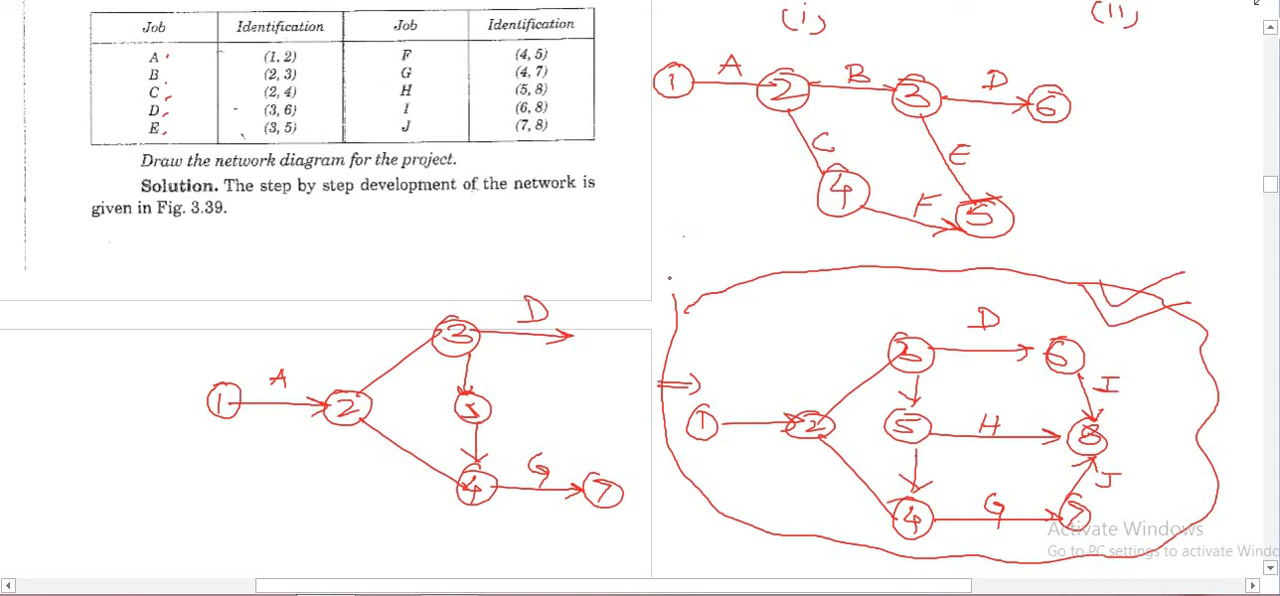 Job Identification Job Identification
A (1, 2) F (4, 5)
B (2, 3) G (4, 7)
C (2, 4) H (5, 8)
D (3, 6) I (6, 8)
E (3, 5) J (7, 8)
Draw the network diagram for the project.
Solution. The step by step development of the network is
given in Fig. 3.39.
(i) (ii)
1 A 2 B 3 D 6
C E
4 F 5
3 D
1 A 2 5
4 G 7
3 D 6
I
1 2 5 H 8
J
4 G 7
Activate Windows
Go to PC settings to activate Windo